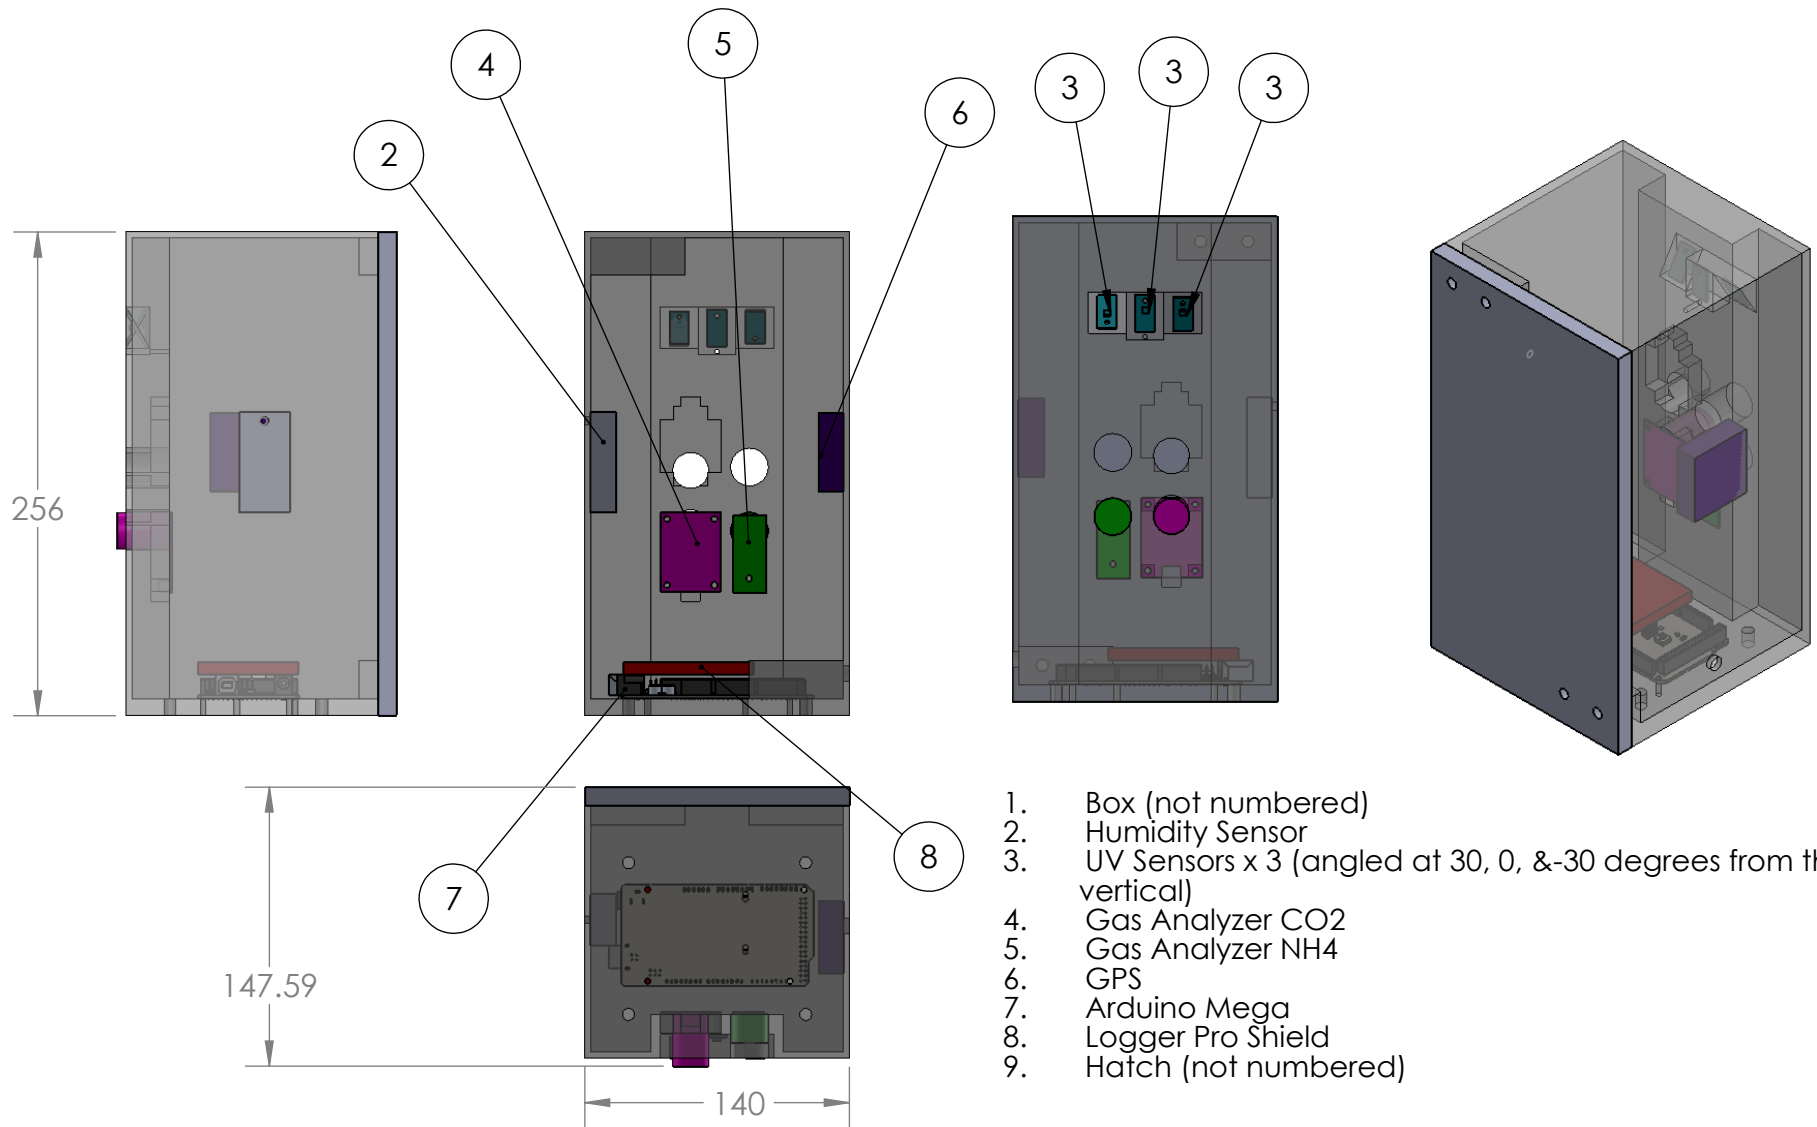 4
5
3
3
3
6
2
256
7
8
147.59
140
1. Box (not numbered)
2. Humidity Sensor
3. UV Sensors x 3 (angled at 30, 0, &-30 degrees from
vertical)
4. Gas Analyzer CO2
5. Gas Analyzer NH4
6. GPS
7. Arduino Mega
8. Logger Pro Shield
9. Hatch (not numbered)